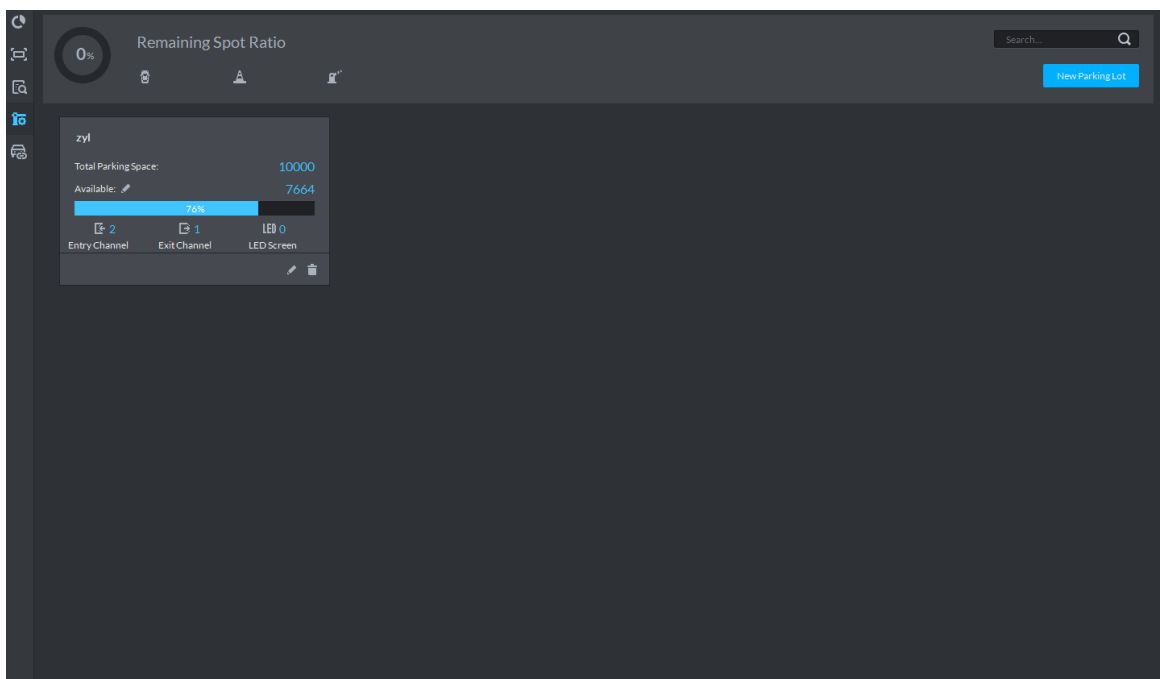 0%
Remaining Spot Ratio
Search...
New Parking Lot
zyl
Total Parking Space: 10000
Available: 7664
76%
2 1 LED 0
Entry Channel Exit Channel LED Screen